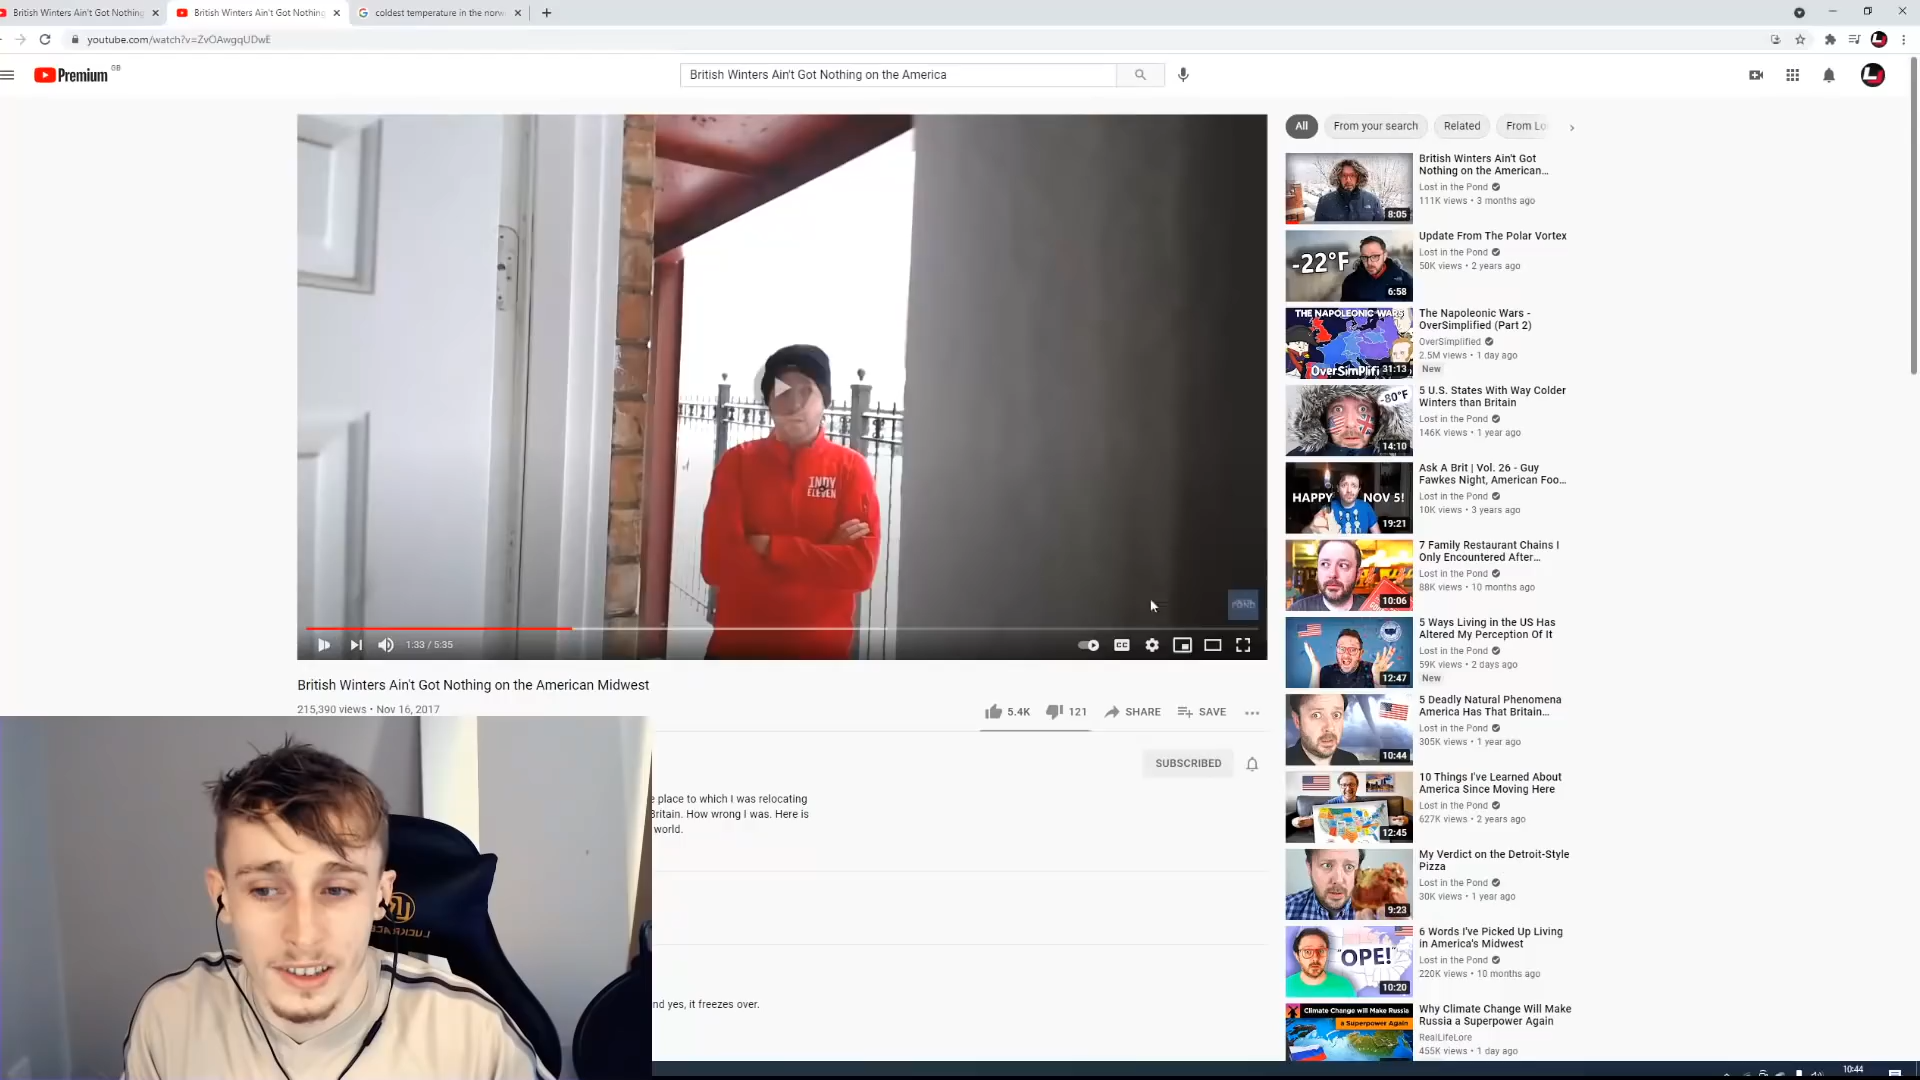 British Winters Ain't Got Nothing
British Winters Ain't Got Nothing
coldest temperature in the norw
youtube.com/watch?v=ZvOAwgqUDwE
Premium GB
British Winters Ain't Got Nothing on the America
All
From your search
Related
From Lo
INDY
ELEVEN
POND
1:33 / 5:35
CC
British Winters Ain't Got Nothing on the American Midwest
215,390 views • Nov 16, 2017
5.4K
121
SHARE
SAVE
SUBSCRIBED
e place to which I was relocating
Britain. How wrong I was. Here is
world.
nd yes, it freezes over.
LUCKRACER
8:05
British Winters Ain't Got
Nothing on the American...
Lost in the Pond
111K views • 3 months ago
-22°F
6:58
Update From The Polar Vortex
Lost in the Pond
50K views • 2 years ago
THE NAPOLEONIC WARS
OverSimplifi
31:13
The Napoleonic Wars -
OverSimplified (Part 2)
OverSimplified
2.5M views • 1 day ago
New
-80°F
14:10
5 U.S. States With Way Colder
Winters than Britain
Lost in the Pond
146K views • 1 year ago
HAPPY NOV 5!
19:21
Ask A Brit | Vol. 26 - Guy
Fawkes Night, American Foo...
Lost in the Pond
10K views • 3 years ago
10:06
7 Family Restaurant Chains I
Only Encountered After...
Lost in the Pond
88K views • 10 months ago
12:47
5 Ways Living in the US Has
Altered My Perception Of It
Lost in the Pond
59K views • 2 days ago
New
10:44
5 Deadly Natural Phenomena
America Has That Britain...
Lost in the Pond
305K views • 1 year ago
12:45
10 Things I've Learned About
America Since Moving Here
Lost in the Pond
627K views • 2 years ago
9:23
My Verdict on the Detroit-Style
Pizza
Lost in the Pond
30K views • 1 year ago
"OPE!"
10:20
6 Words I've Picked Up Living
in America's Midwest
Lost in the Pond
220K views • 10 months ago
Climate Change will Make Russia
a Superpower Again
Why Climate Change Will Make
Russia a Superpower Again
RealLifeLore
455K views • 1 day ago
10:44